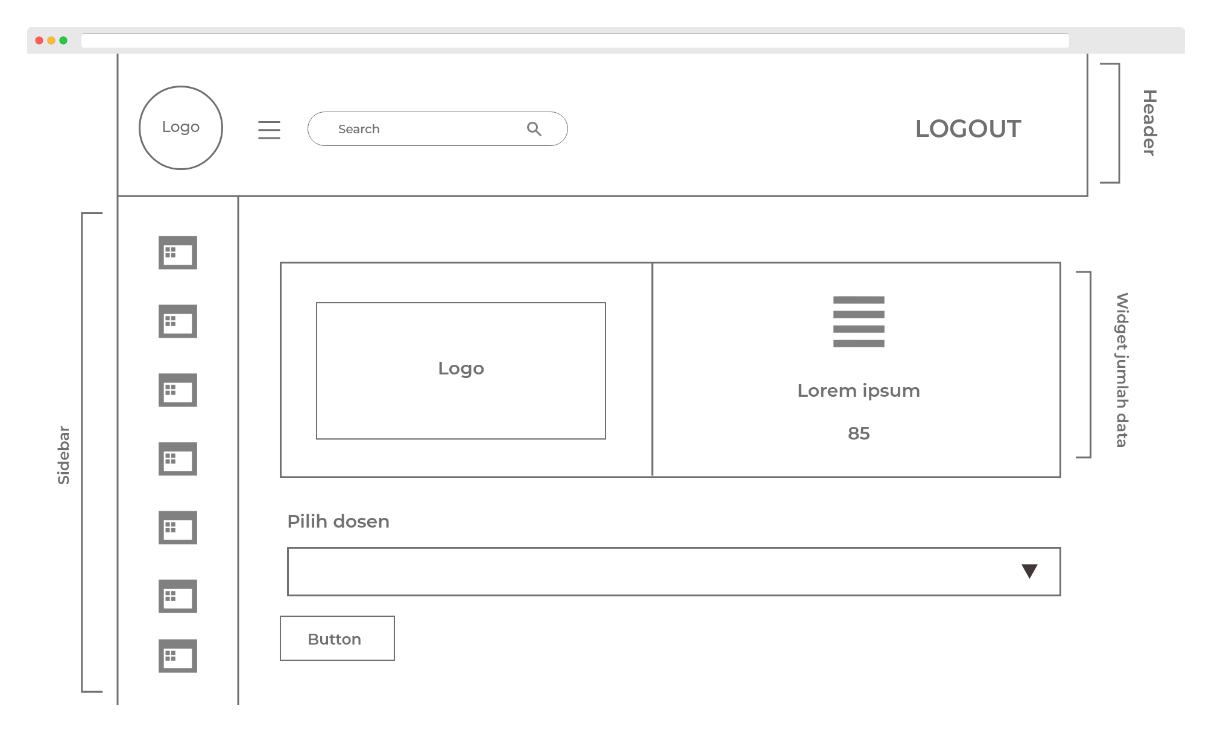 Logo
Search
LOGOUT
Header
Sidebar
Logo
Lorem ipsum
85
Widget jumlah data
Pilih dosen
Button